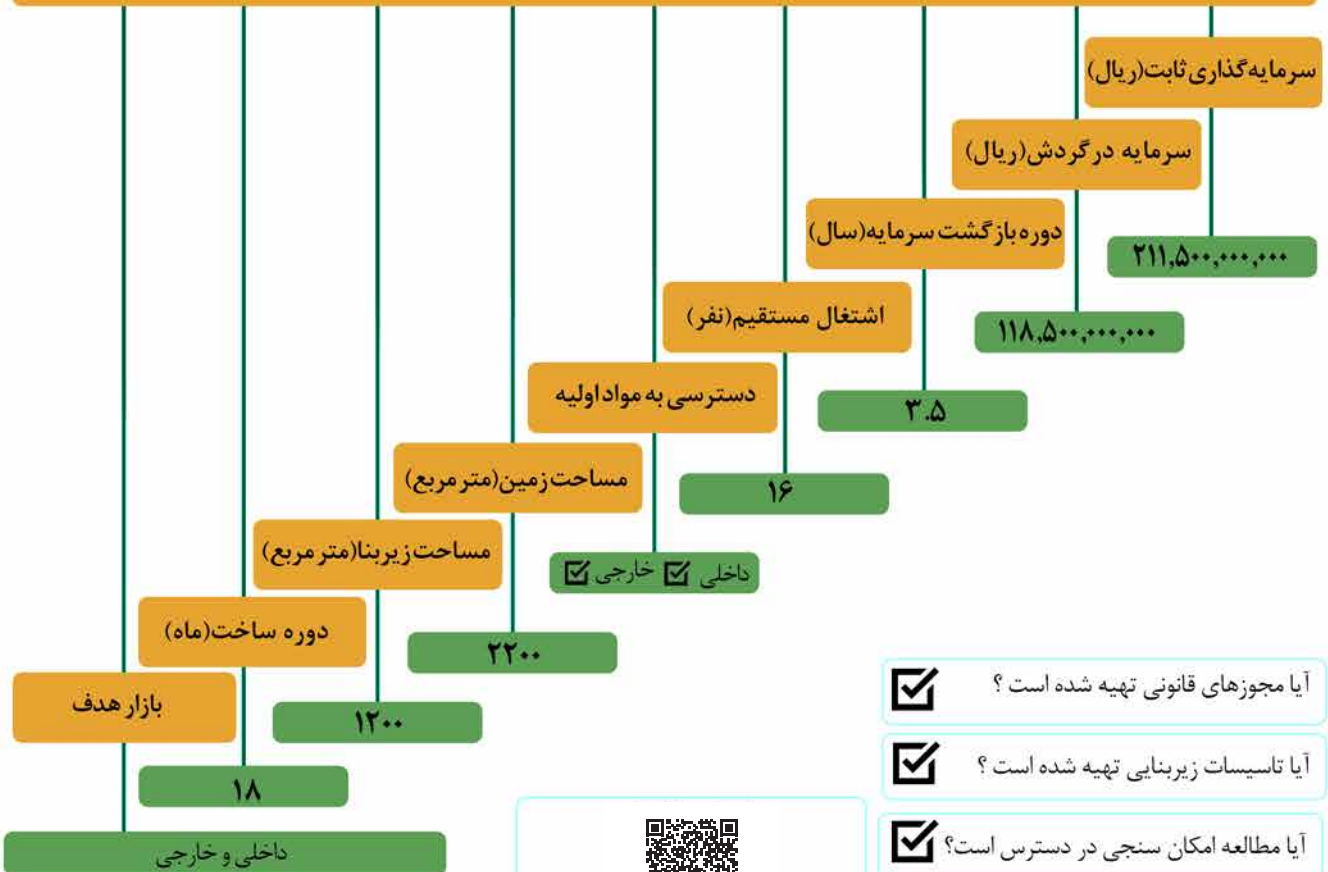 سرمایه‌گذاری ثابت(ریال)
۲۱۱,۵۰۰,۰۰۰,۰۰۰
سرمایه در گردش(ریال)
۱۱۸,۵۰۰,۰۰۰,۰۰۰
دوره بازگشت سرمایه(سال)
۳.۵
اشتغال مستقیم(نفر)
۱۶
دسترسی به مواد اولیه
داخلی ☑ خارجی ☑
مساحت زمین(متر مربع)
۲۲۰۰
مساحت زیربنا(متر مربع)
۱۲۰۰
دوره ساخت(ماه)
۱۸
بازار هدف
داخلی و خارجی
آیا مجوزهای قانونی تهیه شده است ؟ ☑
آیا تاسیسات زیربنایی تهیه شده است ؟ ☑
آیا مطالعه امکان سنجی در دسترس است؟ ☑